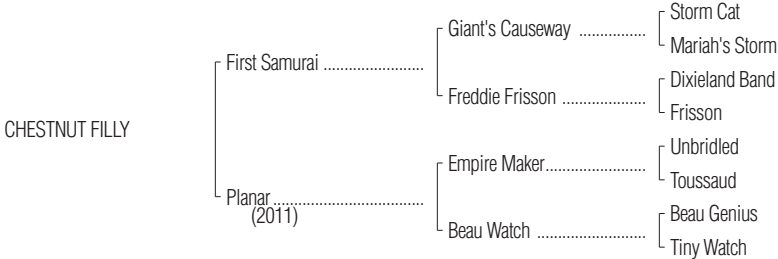 CHESTNUT FILLY
First Samurai ........................
Planar ....................................
(2011)
Giant's Causeway ................
Freddie Frisson ....................
Empire Maker........................
Beau Watch ..........................
Storm Cat
Mariah's Storm
Dixieland Band
Frisson
Unbridled
Toussaud
Beau Genius
Tiny Watch